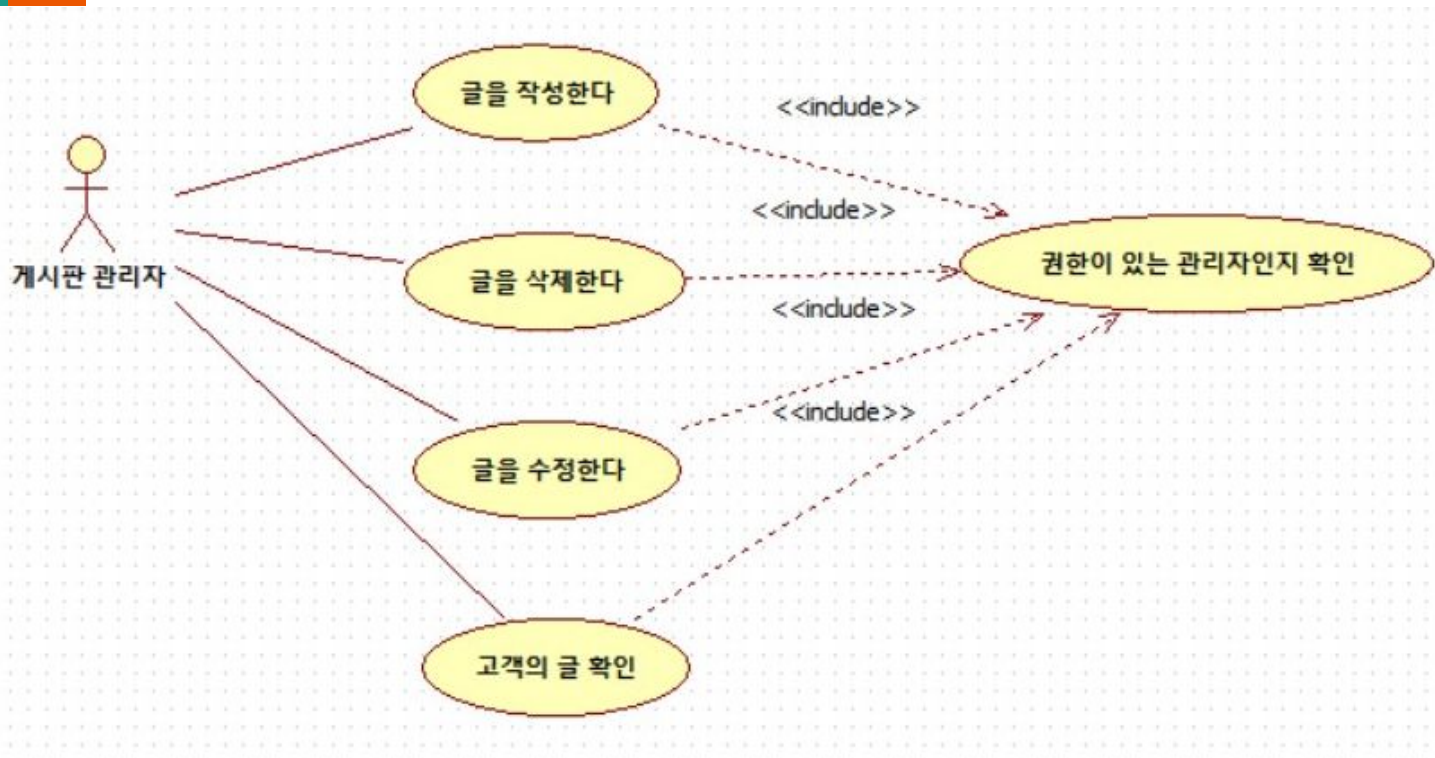 글을 작성한다
<<include>>
<<include>>
게시판 관리자
글을 삭제한다
권한이 있는 관리자인지 확인
<<include>>
<<include>>
글을 수정한다
고객의 글 확인